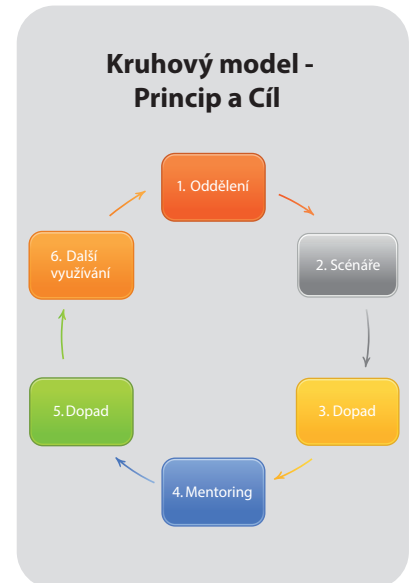 Kruhový model -
Princip a Cíl
1. Oddělení
2. Scénáře
3. Dopad
4. Mentoring
5. Dopad
6. Další
využívání